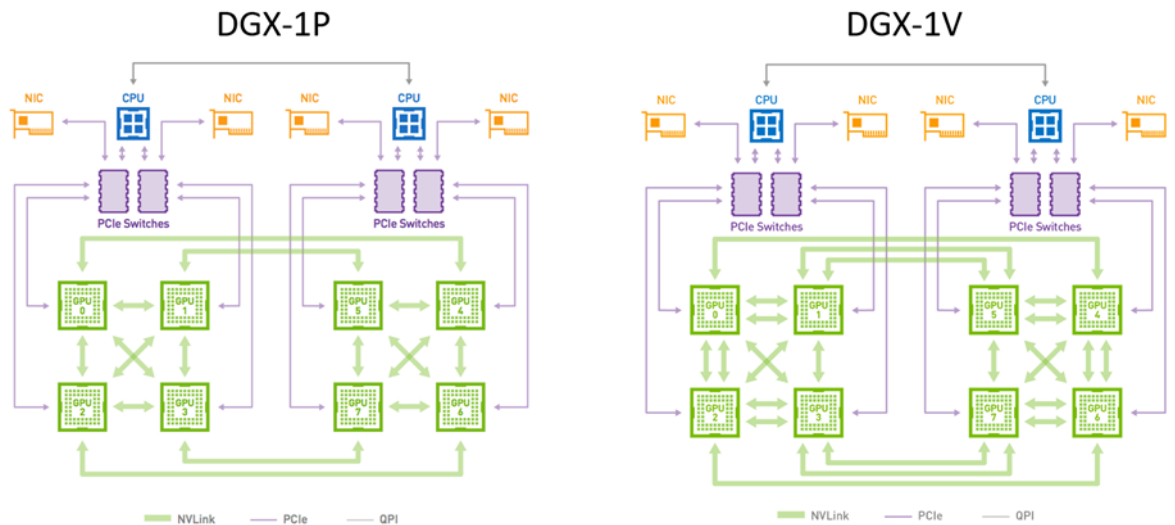 DGX-1P
DGX-1V
NIC CPU NIC NIC CPU NIC
NIC CPU NIC NIC CPU NIC
PCIe Switches PCIe Switches
PCIe Switches PCIe Switches
GPU 0 GPU 1 GPU 5 GPU 4
GPU 2 GPU 3 GPU 7 GPU 6
GPU 0 GPU 1 GPU 5 GPU 4
GPU 2 GPU 3 GPU 7 GPU 6
NVLink PCIe QPI
NVLink PCIe QPI